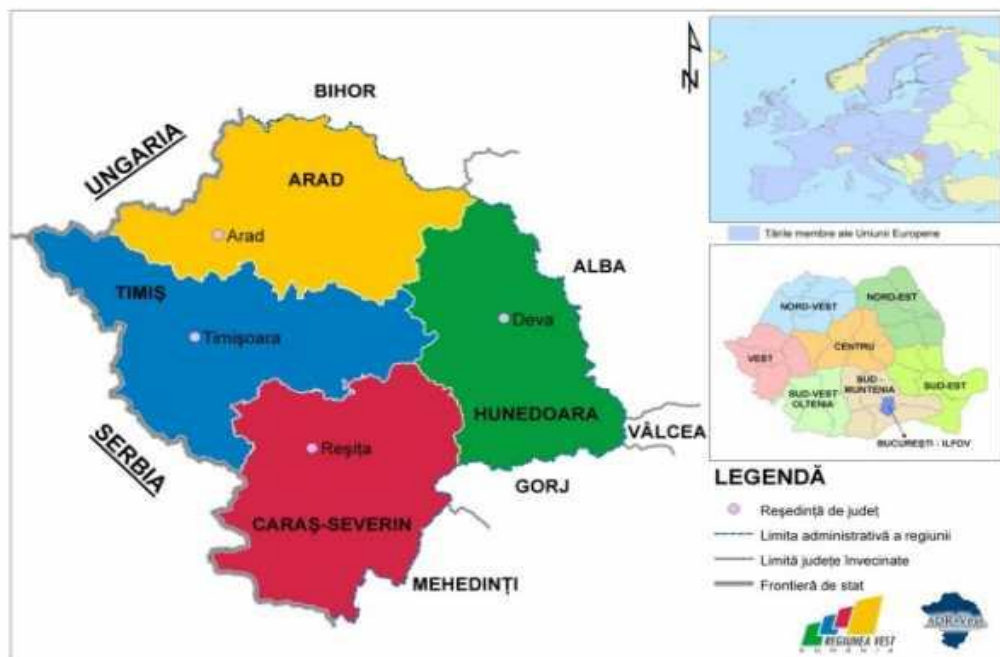 BIHOR
UNGARIA
ARAD
Arad
ALBA
TIMIȘ
Timișoara
Deva
HUNEDOARA
VÂLCEA
SERBIA
Reșița
GORJ
CARAȘ-SEVERIN
MEHEDINȚI
N
Țările membre ale Uniunii Europene
NORD-VEST
NORD-EST
VEST
CENTRU
SUD-EST
SUD -
MUNTENIA
SUD-VEST
OLTENIA
BUCUREȘTI - ILFOV
LEGENDĂ
Reședință de județ
Limita administrativă a regiunii
Limită județe învecinate
Frontieră de stat
REGIUNEA VEST
ROMANIA
ADR Vest